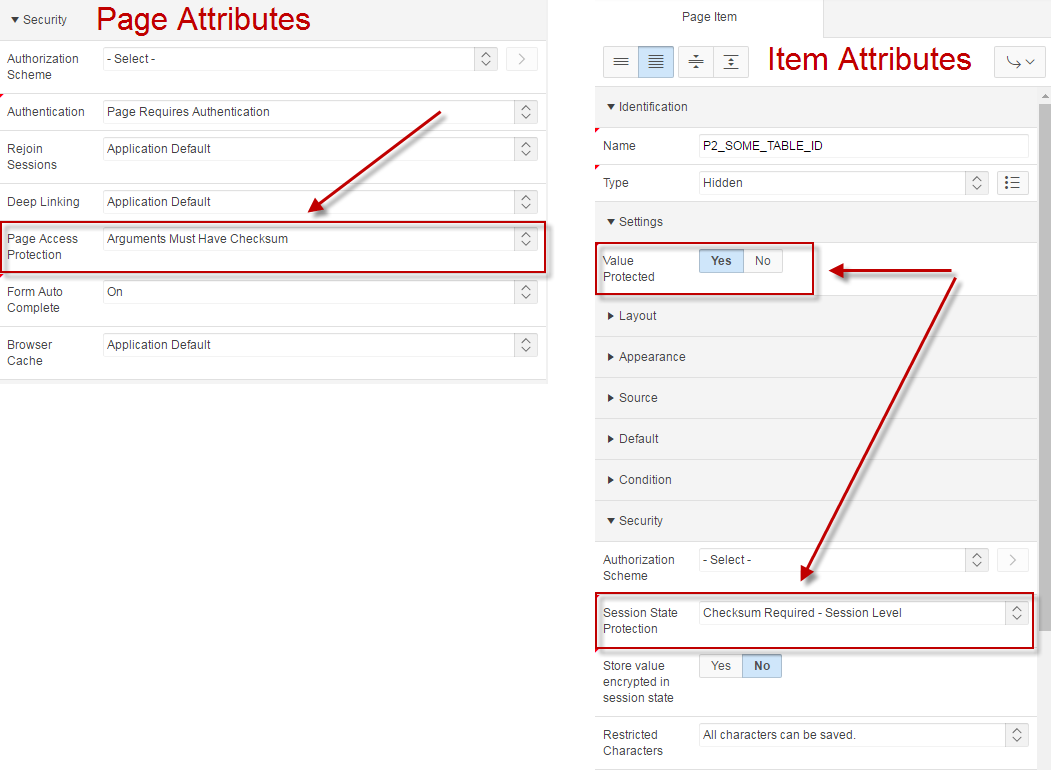 Security
Page Attributes
Authorization
Scheme
- Select -
Authentication
Page Requires Authentication
Rejoin
Sessions
Application Default
Deep Linking
Application Default
Page Access
Protection
Arguments Must Have Checksum
Form Auto
Complete
On
Browser
Cache
Application Default
Page Item
Item Attributes
Identification
Name
P2_SOME_TABLE_ID
Type
Hidden
Settings
Value
Protected
Yes
No
Layout
Appearance
Source
Default
Condition
Security
Authorization
Scheme
- Select -
Session State
Protection
Checksum Required - Session Level
Store value
encrypted in
session state
Yes
No
Restricted
Characters
All characters can be saved.